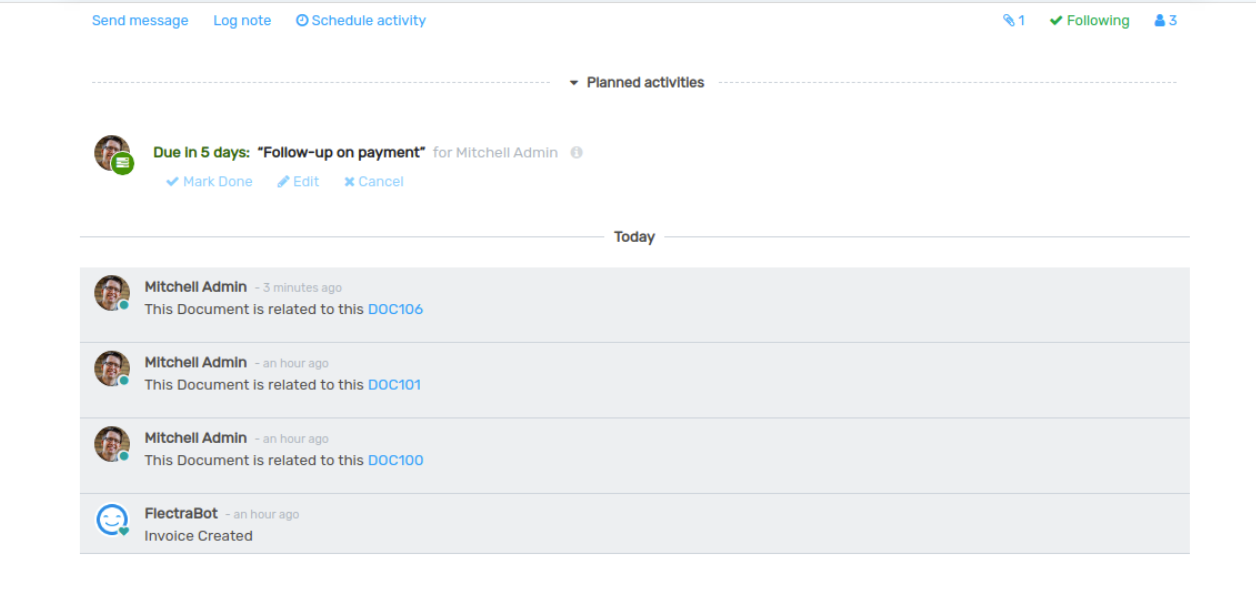 Send message Log note Schedule activity 1 Following 3
Planned activities
Due in 5 days: “Follow-up on payment” for Mitchell Admin
Mark Done Edit Cancel
Today
Mitchell Admin - 3 minutes ago
This Document is related to this DOC106
Mitchell Admin - an hour ago
This Document is related to this DOC101
Mitchell Admin - an hour ago
This Document is related to this DOC100
FlectraBot - an hour ago
Invoice Created